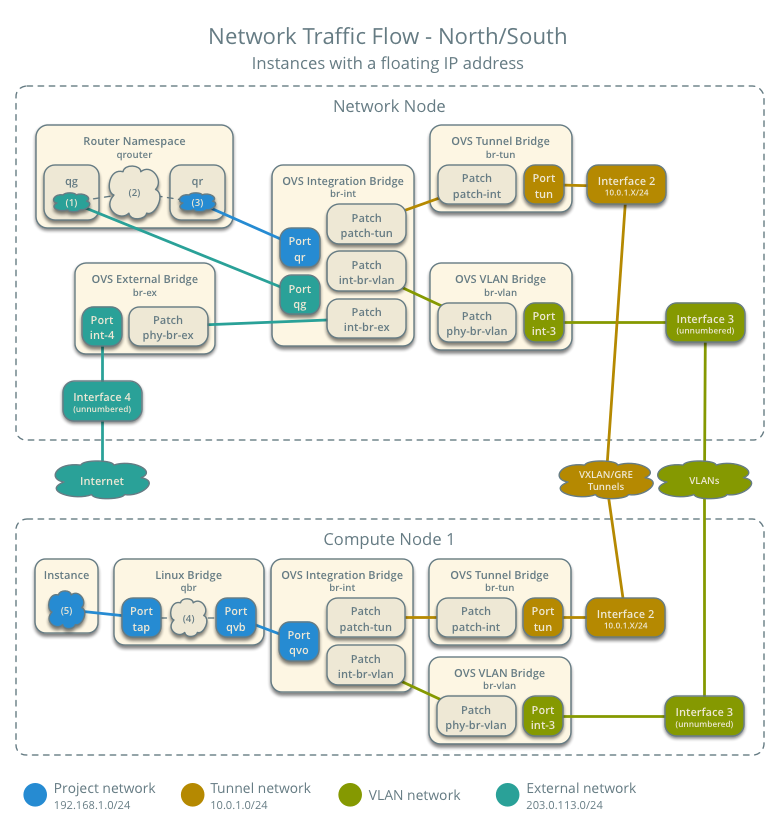 Network Traffic Flow - North/South
Instances with a floating IP address
Network Node
Router Namespace
qrouter
qg
(1)
(2)
qr
(3)
OVS Integration Bridge
br-int
Port
qr
Port
qg
Patch
patch-tun
Patch
int-br-vlan
Patch
int-br-ex
OVS Tunnel Bridge
br-tun
Patch
patch-int
Port
tun
Interface 2
10.0.1.X/24
OVS External Bridge
br-ex
Port
int-4
Patch
phy-br-ex
OVS VLAN Bridge
br-vlan
Patch
phy-br-vlan
Port
int-3
Interface 3
(unnumbered)
Interface 4
(unnumbered)
Internet
VXLAN/GRE
Tunnels
VLANs
Compute Node 1
Instance
(5)
Linux Bridge
qbr
Port
tap
(4)
Port
qvb
OVS Integration Bridge
br-int
Port
qvo
Patch
patch-tun
Patch
int-br-vlan
OVS Tunnel Bridge
br-tun
Patch
patch-int
Port
tun
Interface 2
10.0.1.X/24
OVS VLAN Bridge
br-vlan
Patch
phy-br-vlan
Port
int-3
Interface 3
(unnumbered)
Project network
192.168.1.0/24
Tunnel network
10.0.1.0/24
VLAN network
External network
203.0.113.0/24